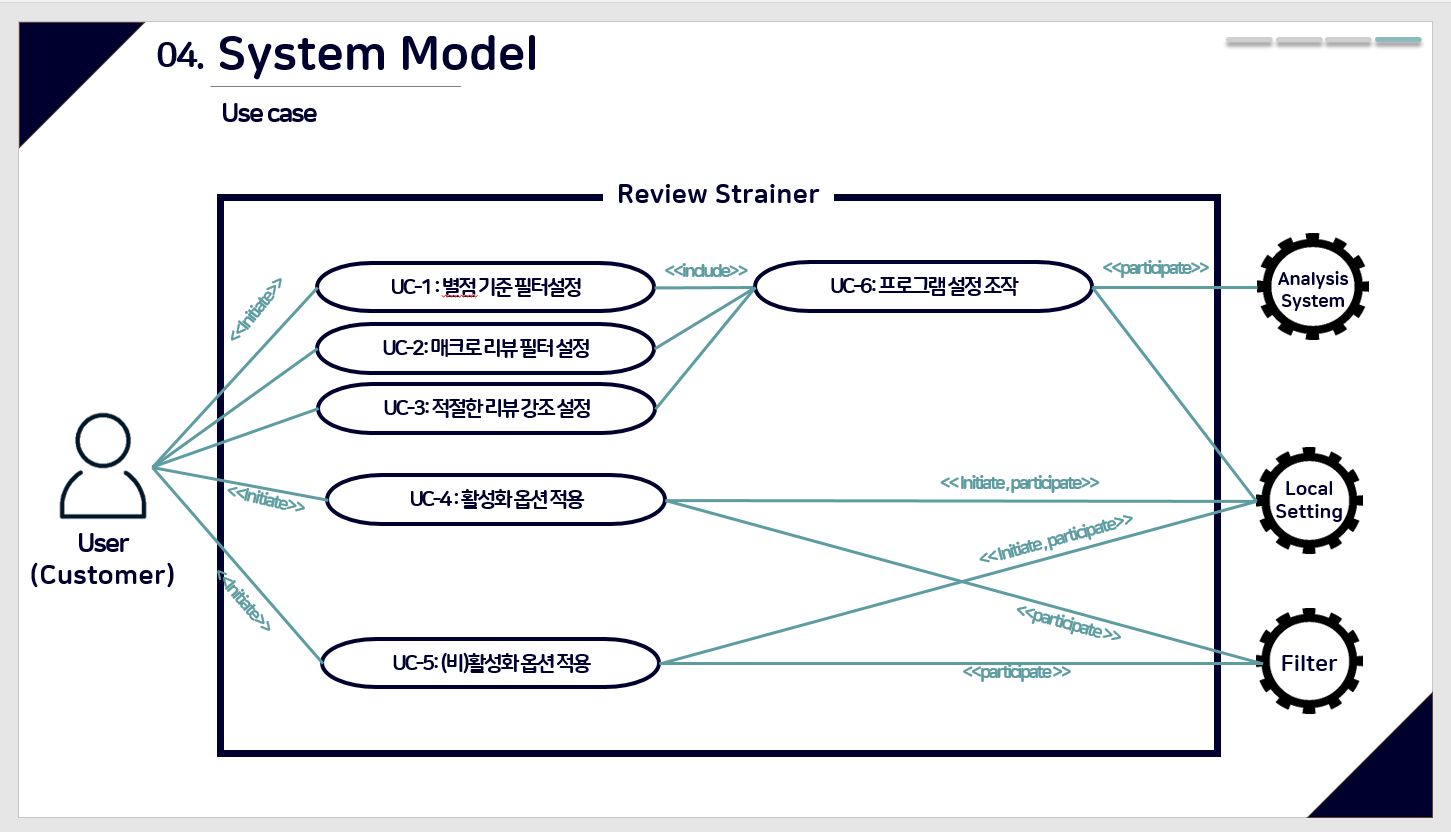 04. System Model
Use case
Review Strainer
<<Initiate>>
UC-1 : 별점 기준 필터설정
<<include>>
UC-6: 프로그램 설정 조작
<<participate>>
Analysis
System
UC-2: 매크로 리뷰 필터 설정
UC-3: 적절한 리뷰 강조 설정
User
(Customer)
<<Initiate>>
UC-4 : 활성화 옵션 적용
<< Initiate , participate>>
Local
Setting
<< Initiate , participate>>
<<Initiate>>
<<participate >>
UC-5: (비)활성화 옵션 적용
<<participate >>
Filter